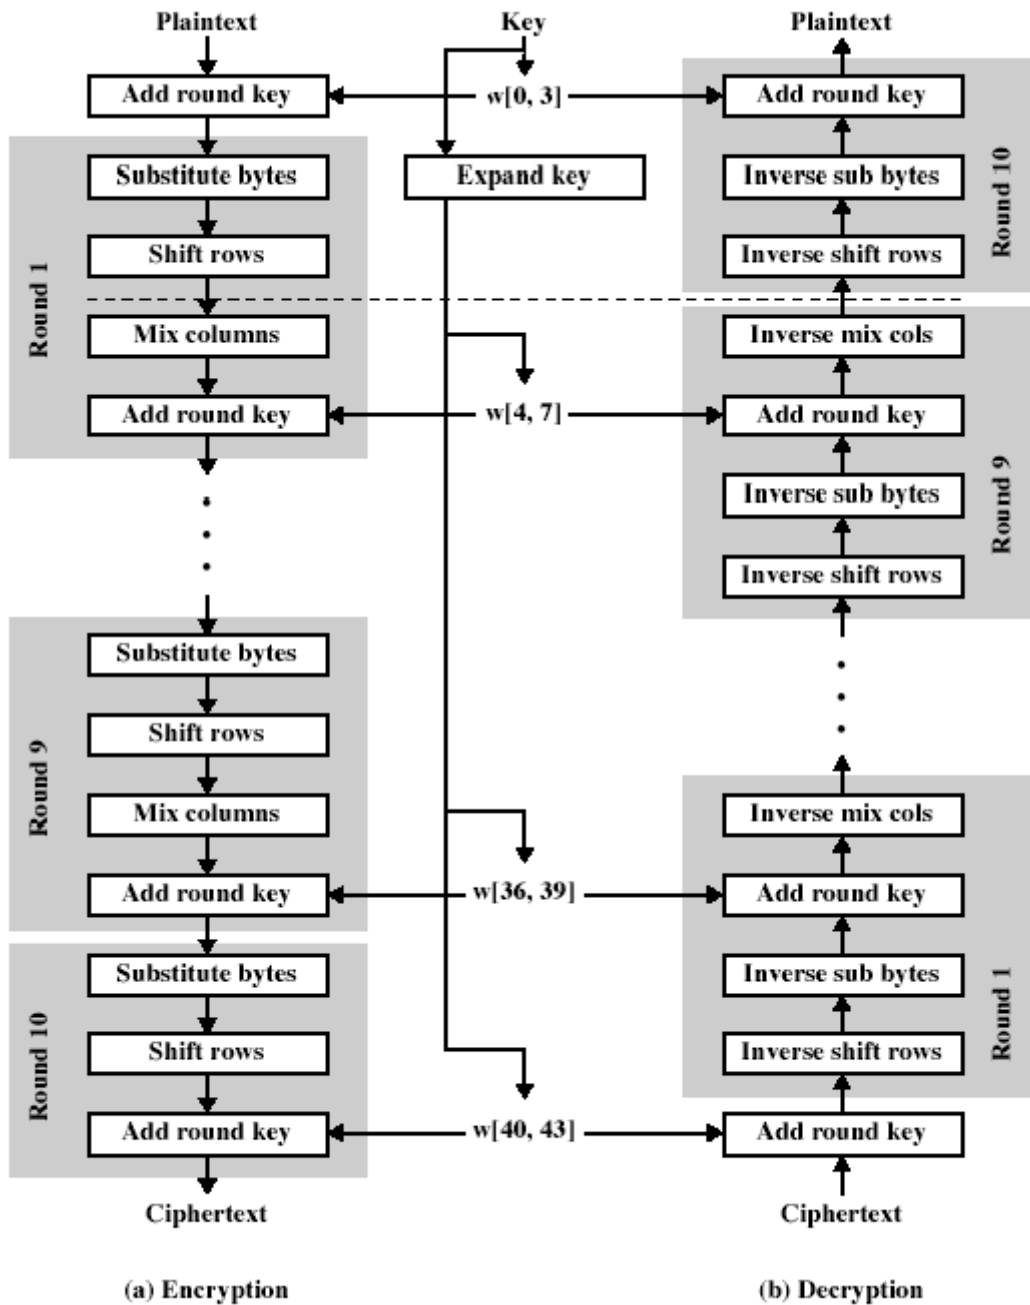 Plaintext
Key
Plaintext
Add round key
w[0, 3]
Add round key
Substitute bytes
Expand key
Inverse sub bytes
Round 10
Shift rows
Inverse shift rows
Round 1
Mix columns
Inverse mix cols
Add round key
w[4, 7]
Add round key
Inverse sub bytes
Round 9
Inverse shift rows
Substitute bytes
Shift rows
Round 9
Mix columns
Inverse mix cols
Add round key
w[36, 39]
Add round key
Substitute bytes
Inverse sub bytes
Round 1
Round 10
Shift rows
Inverse shift rows
Add round key
w[40, 43]
Add round key
Ciphertext
Ciphertext
(a) Encryption
(b) Decryption